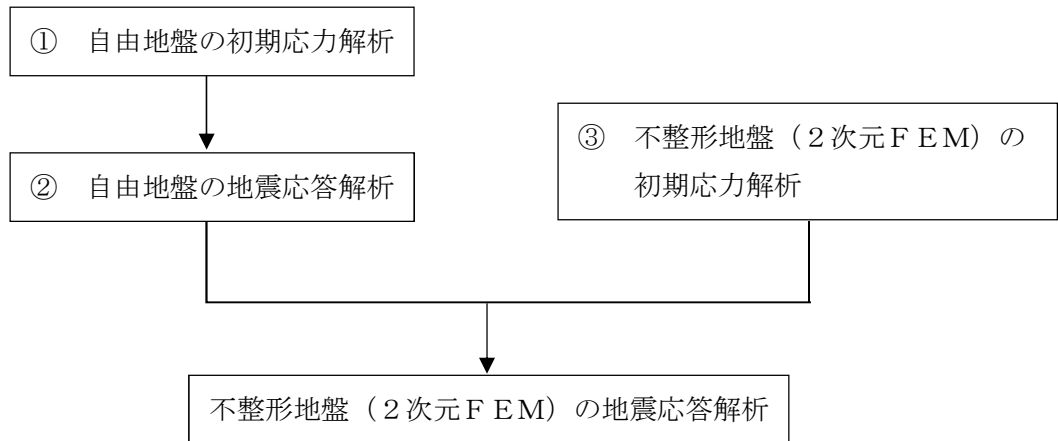 ① 自由地盤の初期応力解析
② 自由地盤の地震応答解析
③ 不整形地盤（２次元ＦＥＭ）の
初期応力解析
不整形地盤（２次元ＦＥＭ）の地震応答解析